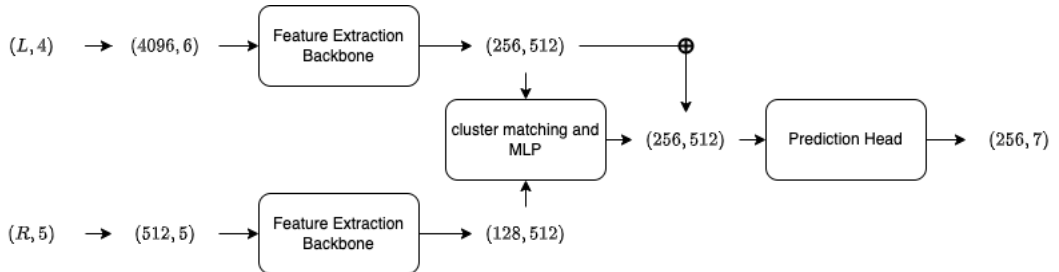 (L, 4)
(4096, 6)
Feature Extraction
Backbone
(256, 512)
cluster matching and
MLP
(256, 512)
Prediction Head
(256, 7)
(R, 5)
(512, 5)
Feature Extraction
Backbone
(128, 512)